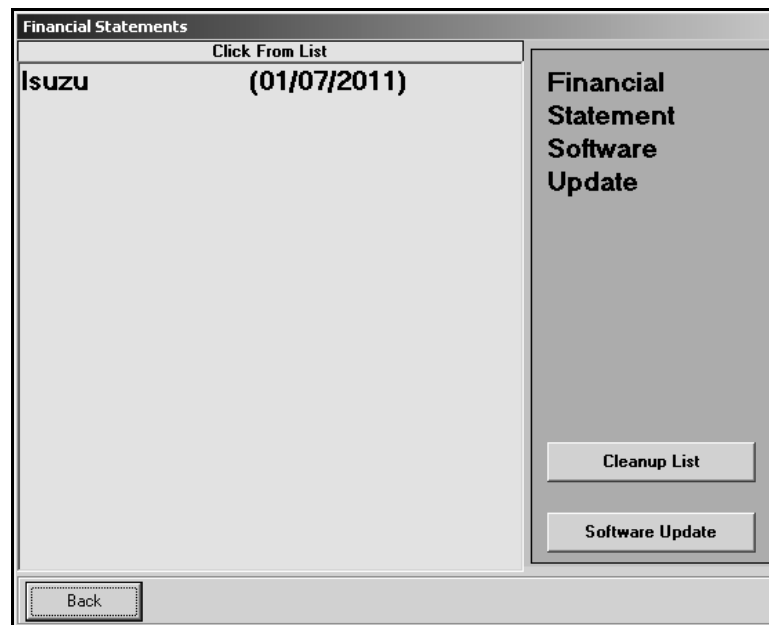 Financial Statements
Click From List
Isuzu (01/07/2011)
Financial
Statement
Software
Update
Cleanup List
Software Update
Back